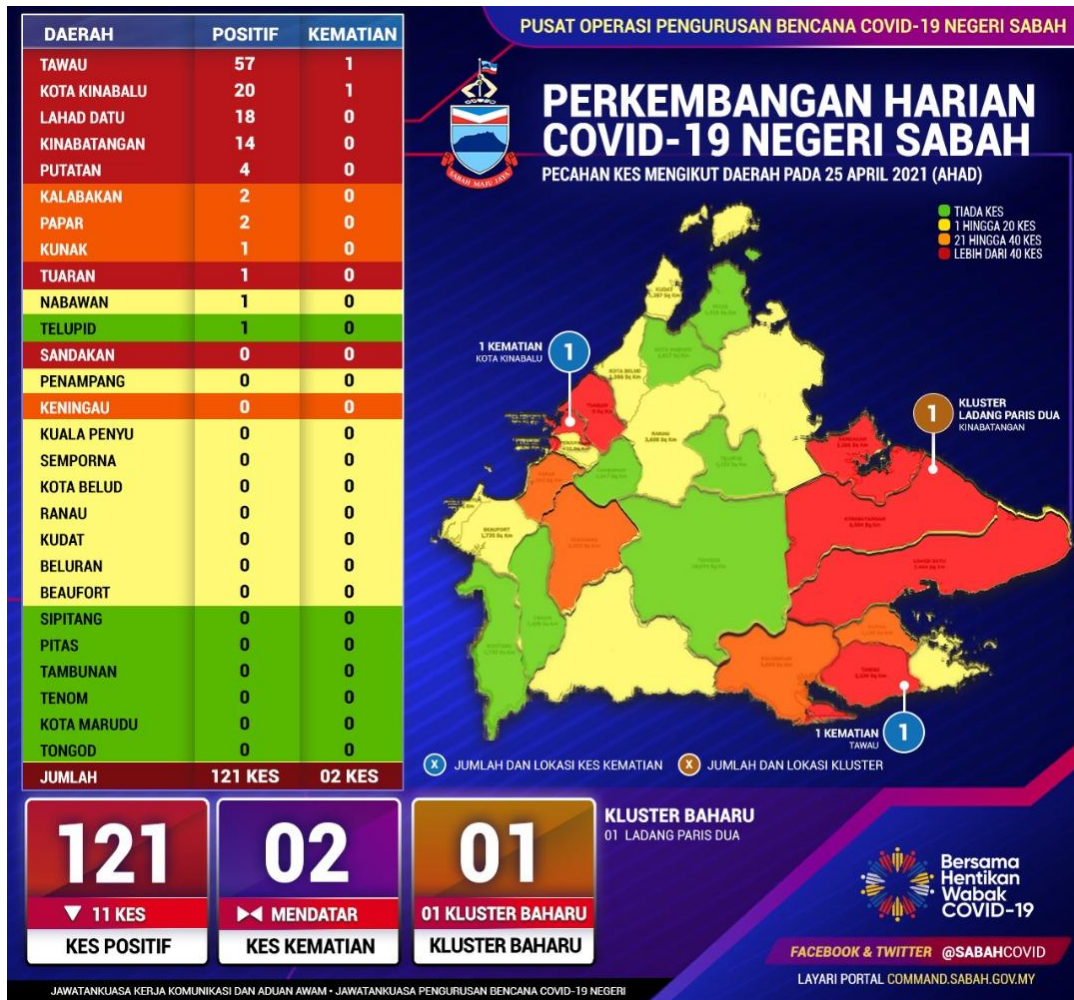 PUSAT OPERASI PENGURUSAN BENCANA COVID-19 NEGERI SABAH
PERKEMBANGAN HARIAN
COVID-19 NEGERI SABAH
PECAHAN KES MENGIKUT DAERAH PADA 25 APRIL 2021 (AHAD)
SABAH MAJU JAYA
DAERAH POSITIF KEMATIAN
TAWAU 57 1
KOTA KINABALU 20 1
LAHAD DATU 18 0
KINABATANGAN 14 0
PUTATAN 4 0
KALABAKAN 2 0
PAPAR 2 0
KUNAK 1 0
TUARAN 1 0
NABAWAN 1 0
TELUPID 1 0
SANDAKAN 0 0
PENAMPANG 0 0
KENINGAU 0 0
KUALA PENYU 0 0
SEMPORNA 0 0
KOTA BELUD 0 0
RANAU 0 0
KUDAT 0 0
BELURAN 0 0
BEAUFORT 0 0
SIPITANG 0 0
PITAS 0 0
TAMBUNAN 0 0
TENOM 0 0
KOTA MARUDU 0 0
TONGOD 0 0
JUMLAH 121 KES 02 KES
TIADA KES
1 HINGGA 20 KES
21 HINGGA 40 KES
LEBIH DARI 40 KES
1 KEMATIAN
KOTA KINABALU
1
1
KLUSTER
LADANG PARIS DUA
KINABATANGAN
KUDAT
KOTA BELUD
RANAU
BEAUFORT
1 KEMATIAN
TAWAU
1
X JUMLAH DAN LOKASI KES KEMATIAN
X JUMLAH DAN LOKASI KLUSTER
121
▼ 11 KES
KES POSITIF
02
MENDATAR
KES KEMATIAN
01
01 KLUSTER BAHARU
KLUSTER BAHARU
KLUSTER BAHARU
01 LADANG PARIS DUA
Bersama
Hentikan
Wabak
COVID-19
FACEBOOK & TWITTER @SABAHCOVID
LAYARI PORTAL COMMAND.SABAH.GOV.MY
JAWATANKUASA KERJA KOMUNIKASI DAN ADUAN AWAM • JAWATANKUASA PENGURUSAN BENCANA COVID-19 NEGERI